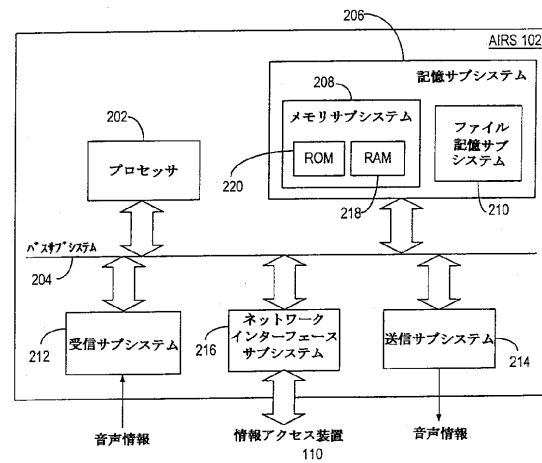 206
AIRS 102
記憶サブシステム
208
メモリサブシステム
202
プロセッサ
ファイル
記憶サブ
システム
220
ROM
RAM
218
210
バスサブシステム
204
212
受信サブシステム
216
ネットワーク
インターフェース
サブシステム
送信サブシステム
214
音声情報
情報アクセス装置
110
音声情報